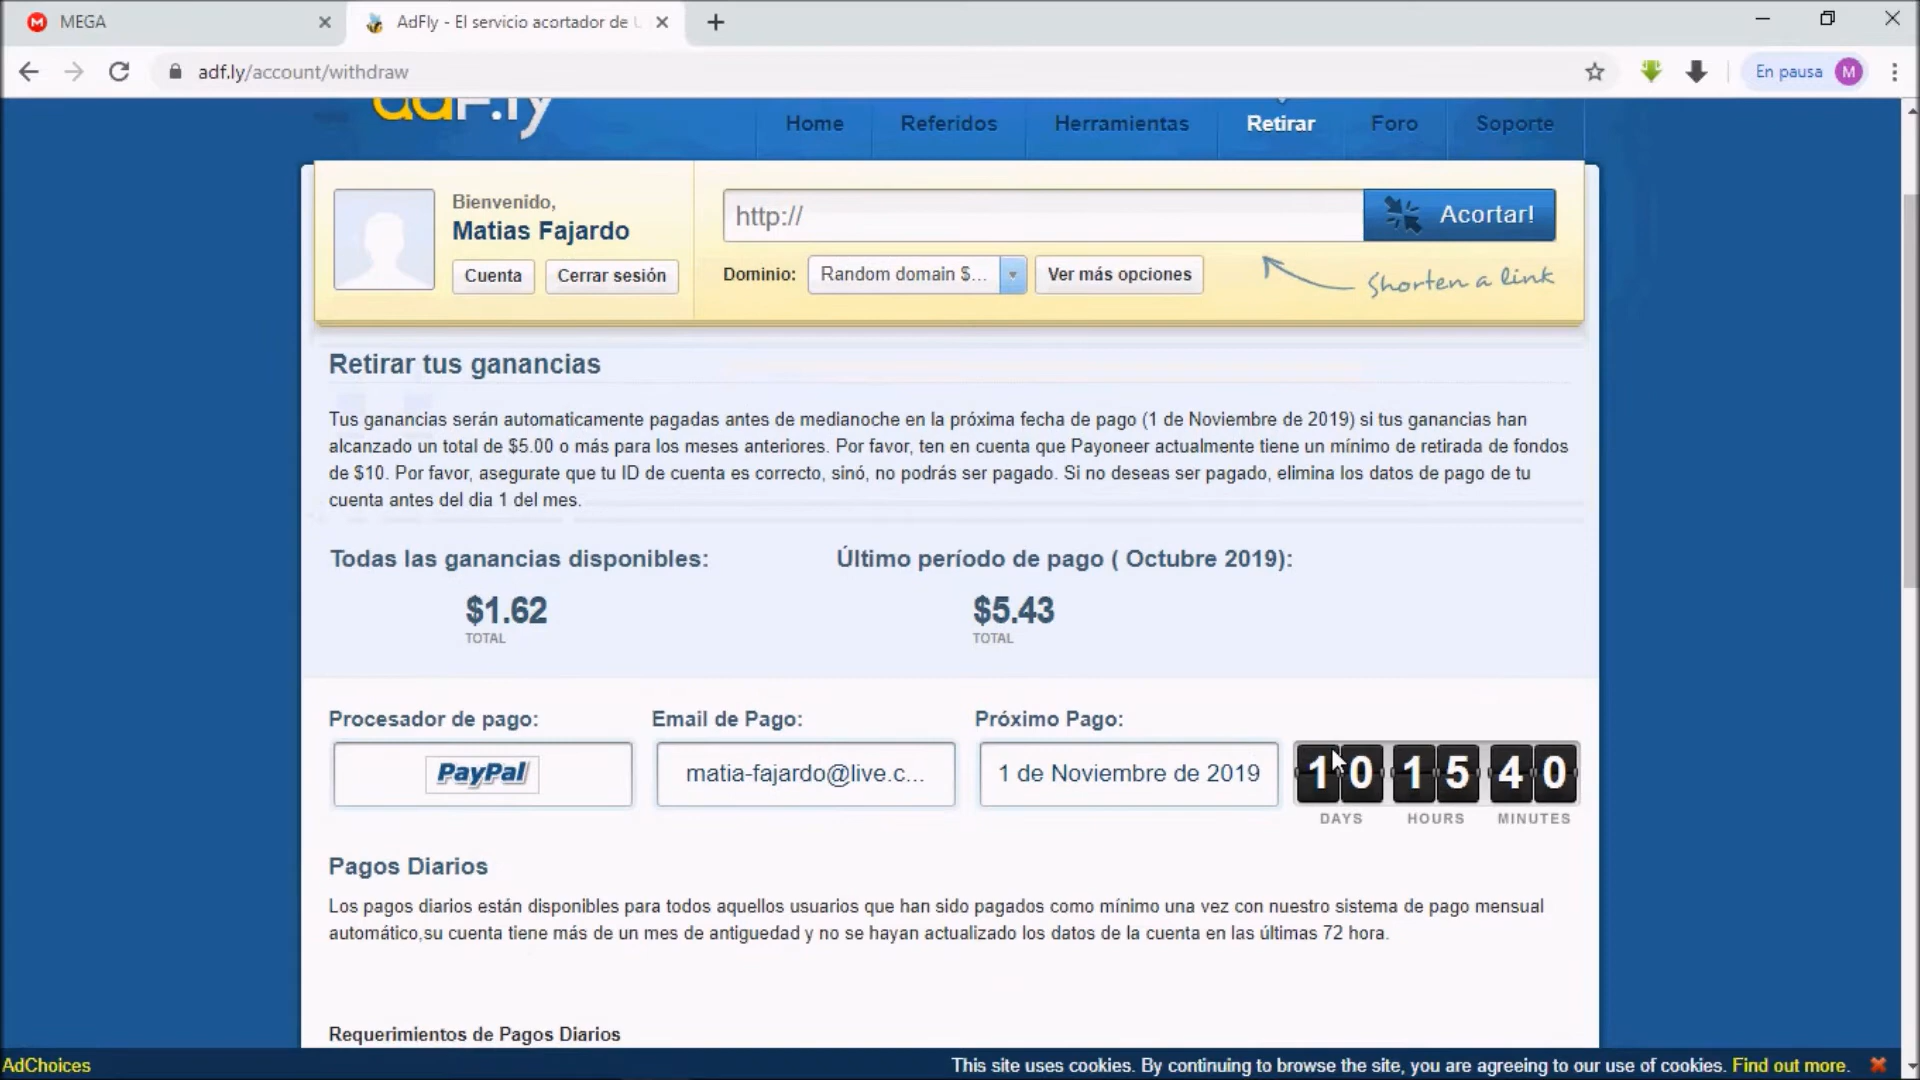 MEGA
AdFly - El servicio acortador de U
adf.ly/account/withdraw
En pausa M
adF.ly
Home Referidos Herramientas Retirar Foro Soporte
Bienvenido,
Matias Fajardo
Cuenta Cerrar sesión
http://
Acortar!
Dominio: Random domain $... Ver más opciones
Shorten a link
Retirar tus ganancias
Tus ganancias serán automaticamente pagadas antes de medianoche en la próxima fecha de pago (1 de Noviembre de 2019) si tus ganancias han
alcanzado un total de $5.00 o más para los meses anteriores. Por favor, ten en cuenta que Payoneer actualmente tiene un mínimo de retirada de fondos
de $10. Por favor, asegurate que tu ID de cuenta es correcto, sinó, no podrás ser pagado. Si no deseas ser pagado, elimina los datos de pago de tu
cuenta antes del dia 1 del mes.
Todas las ganancias disponibles:
$1.62
TOTAL
Último período de pago ( Octubre 2019):
$5.43
TOTAL
Procesador de pago:
PayPal
Email de Pago:
matia-fajardo@live.c...
Próximo Pago:
1 de Noviembre de 2019
10 15 40
DAYS HOURS MINUTES
Pagos Diarios
Los pagos diarios están disponibles para todos aquellos usuarios que han sido pagados como mínimo una vez con nuestro sistema de pago mensual
automático,su cuenta tiene más de un mes de antiguedad y no se hayan actualizado los datos de la cuenta en las últimas 72 hora.
Requerimientos de Pagos Diarios
AdChoices
This site uses cookies. By continuing to browse the site, you are agreeing to our use of cookies. Find out more.